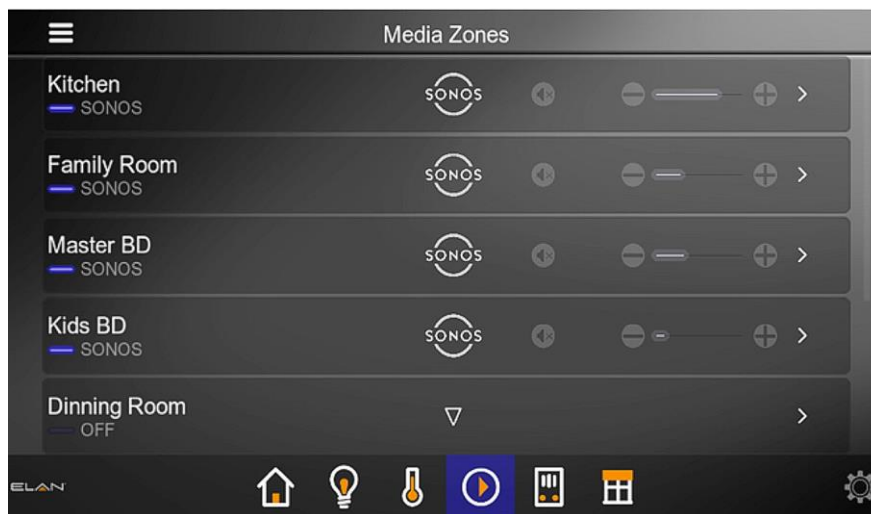 Media Zones
Kitchen
SONOS
SONOS
Family Room
SONOS
SONOS
Master BD
SONOS
SONOS
Kids BD
SONOS
SONOS
Dinning Room
OFF
ELAN